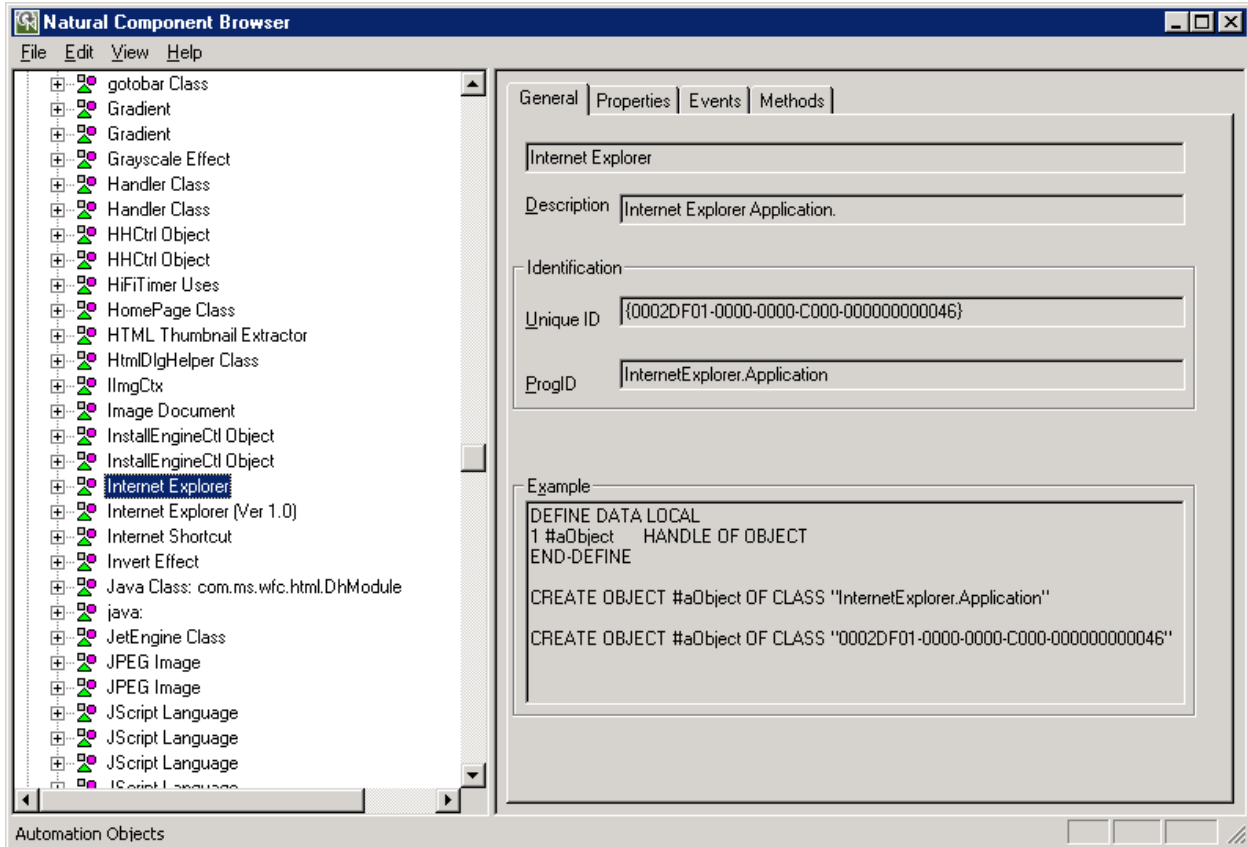 Natural Component Browser
File Edit View Help
gotobar Class
Gradient
Gradient
Grayscale Effect
Handler Class
Handler Class
HHCtrl Object
HHCtrl Object
HiFiTimer Uses
HomePage Class
HTML Thumbnail Extractor
HtmlDlgHelper Class
IImgCtx
Image Document
InstallEngineCtl Object
InstallEngineCtl Object
Internet Explorer
Internet Explorer (Ver 1.0)
Internet Shortcut
Invert Effect
Java Class: com.ms.wfc.html.DhModule
java:
JetEngine Class
JPEG Image
JPEG Image
JScript Language
JScript Language
JScript Language
JScript Language
General Properties Events Methods
Internet Explorer
Description Internet Explorer Application.
Identification
Unique ID {0002DF01-0000-0000-C000-000000000046}
ProgID InternetExplorer.Application
Example
DEFINE DATA LOCAL
1 #aObject HANDLE OF OBJECT
END-DEFINE
CREATE OBJECT #aObject OF CLASS "InternetExplorer.Application"
CREATE OBJECT #aObject OF CLASS "0002DF01-0000-0000-C000-000000000046"
Automation Objects